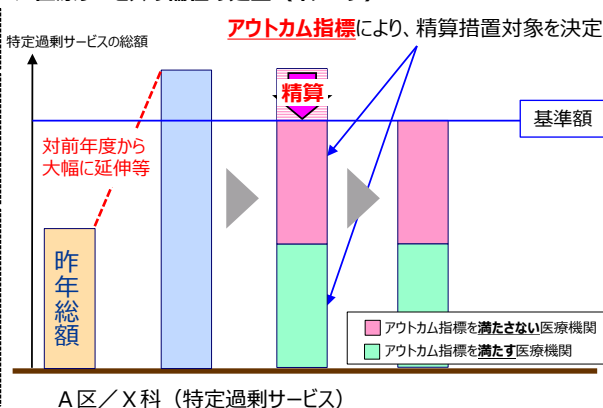 特定過剰サービスの総額
アウトカム指標により、精算措置対象を決定
精算
基準額
対前年度から
大幅に延伸等
昨年総額
アウトカム指標を満たさない医療機関
アウトカム指標を満たす医療機関
A区/X科(特定過剰サービス)